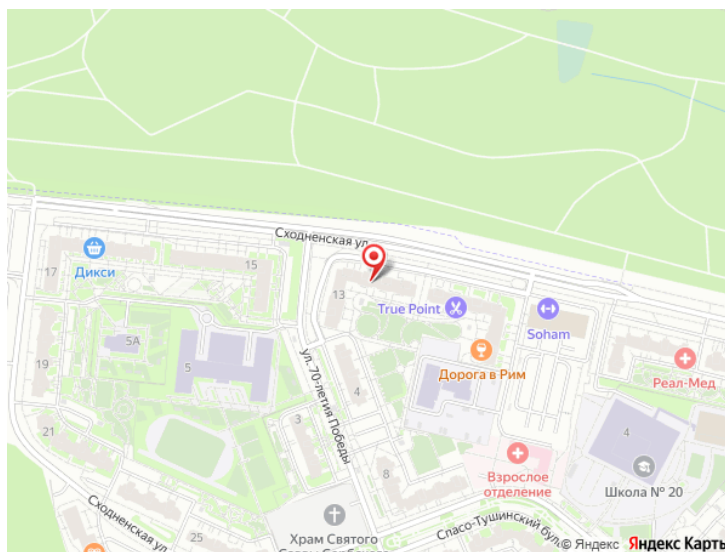 Сходненская ул.
15
Дикси
17
13
True Point
Soham
5А
5
Дорога в Рим
Реал-Мед
19
4
ул. 70-летия Победы
3
4
21
8
Взрослое
отделение
Школа № 20
Сходненская ул.
25
Храм Святого
Спасо-Тушинский буль
© Яндекс Яндекс Карты